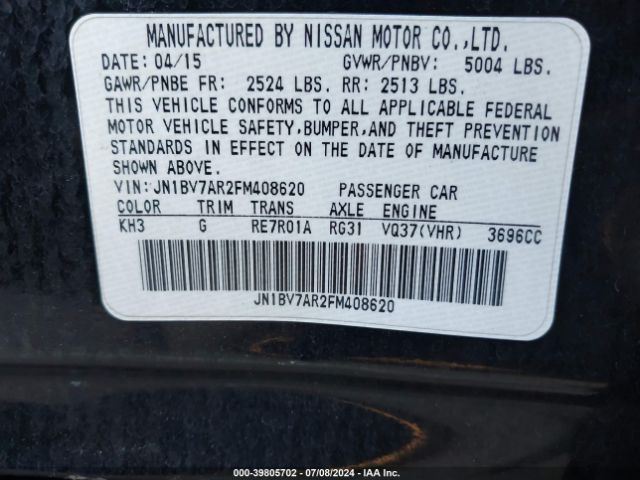 MANUFACTURED BY NISSAN MOTOR CO.,LTD.
DATE: 04/15 GVWR/PNBV: 5004 LBS.
GAWR/PNBE FR: 2524 LBS. RR: 2513 LBS.
THIS VEHICLE CONFORMS TO ALL APPLICABLE FEDERAL
MOTOR VEHICLE SAFETY,BUMPER,AND THEFT PREVENTION
STANDARDS IN EFFECT ON THE DATE OF MANUFACTURE
SHOWN ABOVE.
VIN: JN1BV7AR2FM408620 PASSENGER CAR
COLOR TRIM TRANS AXLE ENGINE
KH3 G RE7R01A RG31 VQ37(VHR) 3696CC
JN1BV7AR2FM408620
000-39805702 - 07/08/2024 - IAA Inc.